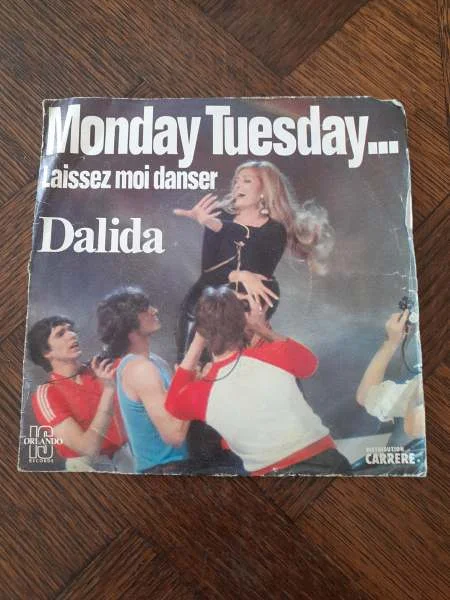 Monday Tuesday...
Laissez moi danser
Dalida
IS
ORLANDO
RECORDS
DISTRIBUTION
CARRERE